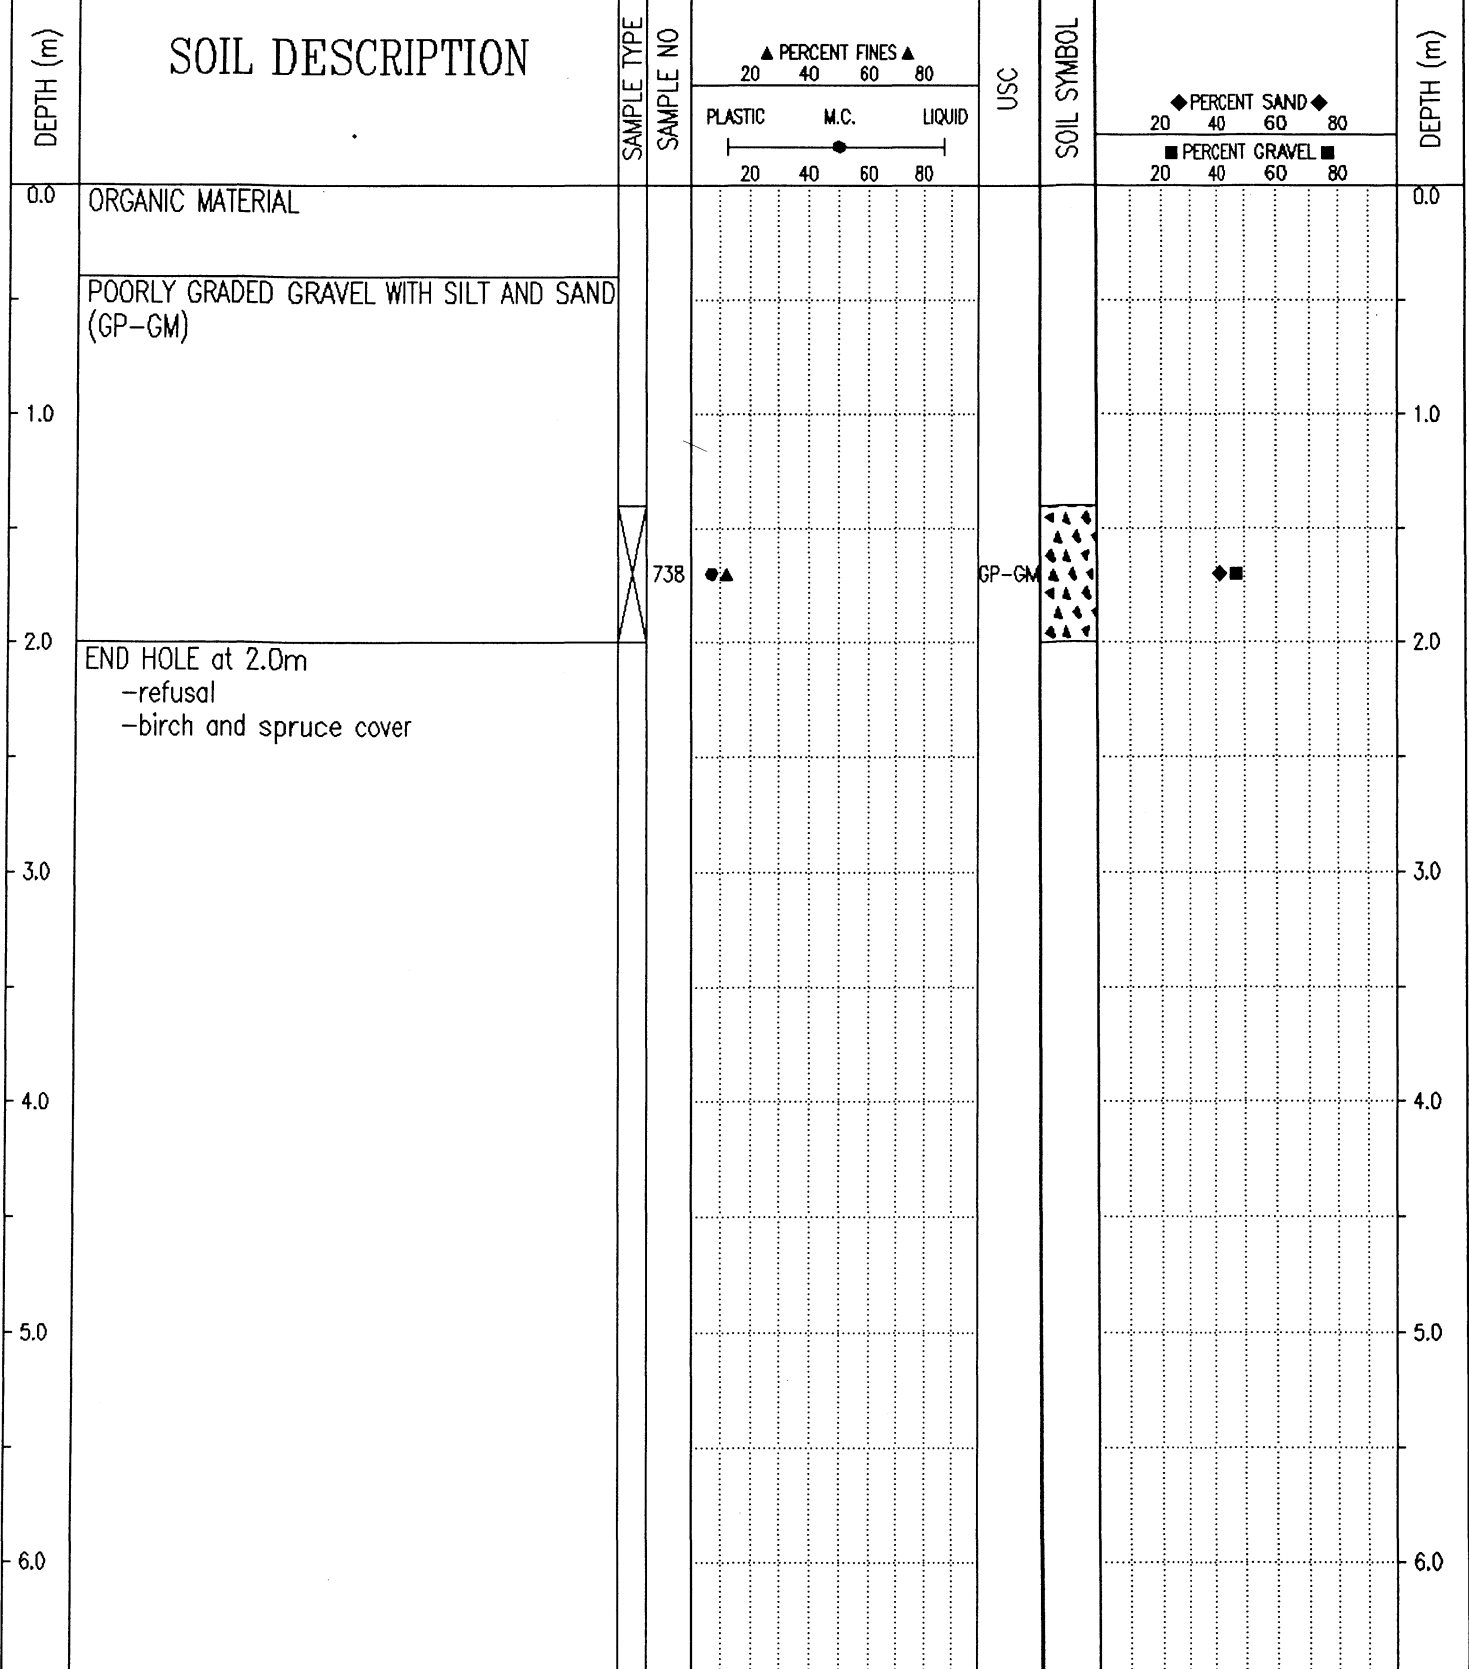 DEPTH (m)
SOIL DESCRIPTION
SAMPLE TYPE
SAMPLE NO
▲ PERCENT FINES ▲
20 40 60 80
PLASTIC M.C. LIQUID
20 40 60 80
USC
SOIL SYMBOL
◆PERCENT SAND◆
20 40 60 80
■ PERCENT GRAVEL ■
20 40 60 80
DEPTH (m)
0.0 ORGANIC MATERIAL 0.0
POORLY GRADED GRAVEL WITH SILT AND SAND
(GP-GM)
1.0 1.0
738 GP-GM
2.0 2.0
END HOLE at 2.0m
-refusal
-birch and spruce cover
3.0 3.0
4.0 4.0
5.0 5.0
6.0 6.0